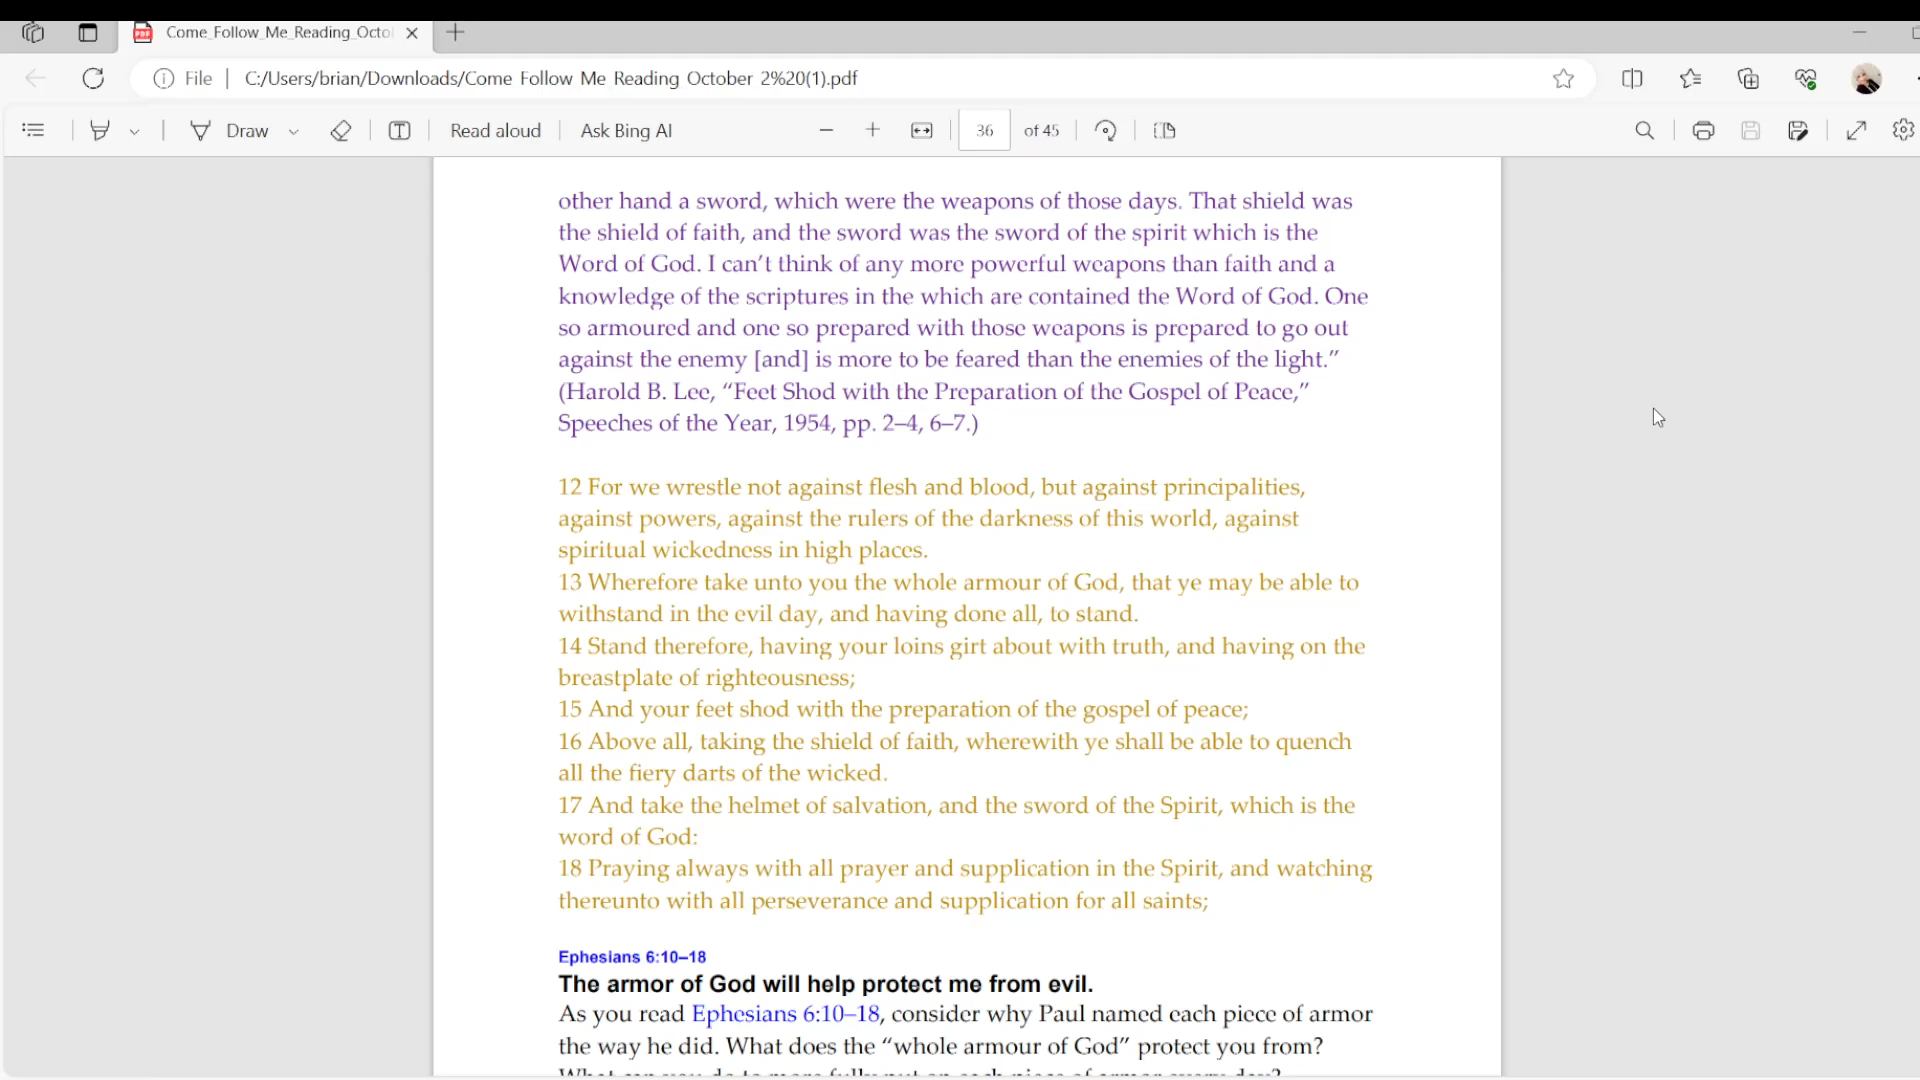 Come_Follow_Me_Reading_Octo
File
C:/Users/brian/Downloads/Come Follow Me Reading October 2%20(1).pdf
Draw
Read aloud
Ask Bing AI
36 of 45
other hand a sword, which were the weapons of those days. That shield was
the shield of faith, and the sword was the sword of the spirit which is the
Word of God. I can’t think of any more powerful weapons than faith and a
knowledge of the scriptures in the which are contained the Word of God. One
so armoured and one so prepared with those weapons is prepared to go out
against the enemy [and] is more to be feared than the enemies of the light.”
(Harold B. Lee, “Feet Shod with the Preparation of the Gospel of Peace,”
Speeches of the Year, 1954, pp. 2–4, 6–7.)
12 For we wrestle not against flesh and blood, but against principalities,
against powers, against the rulers of the darkness of this world, against
spiritual wickedness in high places.
13 Wherefore take unto you the whole armour of God, that ye may be able to
withstand in the evil day, and having done all, to stand.
14 Stand therefore, having your loins girt about with truth, and having on the
breastplate of righteousness;
15 And your feet shod with the preparation of the gospel of peace;
16 Above all, taking the shield of faith, wherewith ye shall be able to quench
all the fiery darts of the wicked.
17 And take the helmet of salvation, and the sword of the Spirit, which is the
word of God:
18 Praying always with all prayer and supplication in the Spirit, and watching
thereunto with all perseverance and supplication for all saints;
Ephesians 6:10–18
The armor of God will help protect me from evil.
As you read Ephesians 6:10–18, consider why Paul named each piece of armor
the way he did. What does the “whole armour of God” protect you from?
What can you do to more fully put on each piece of armor every day?